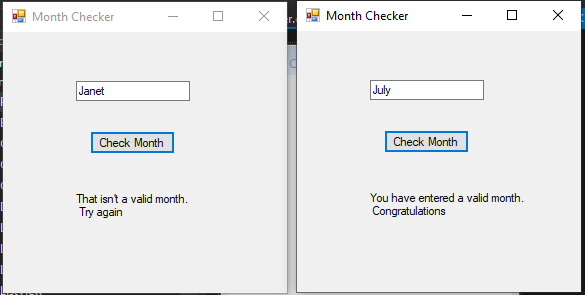 Month Checker
Janet
Check Month
That isn't a valid month.
Try again
Month Checker
July
Check Month
You have entered a valid month.
Congratulations